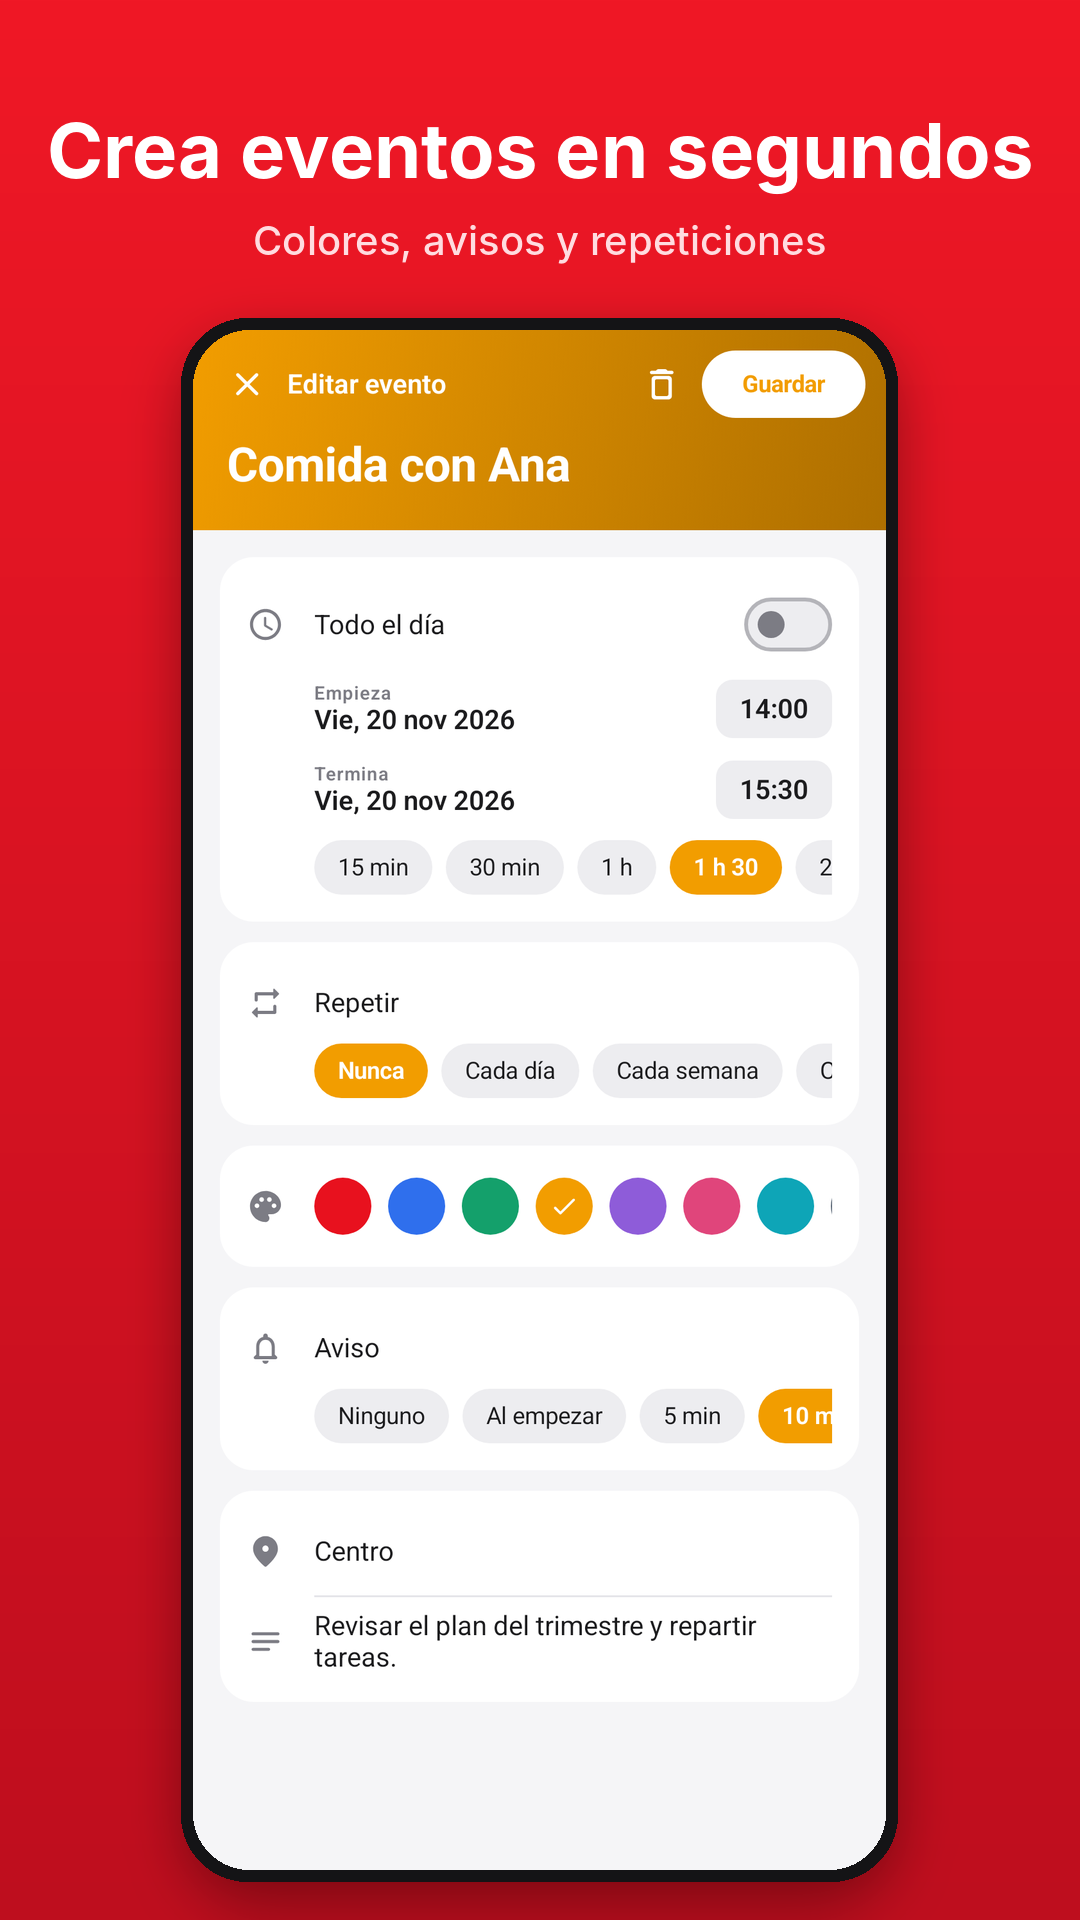 Crea eventos en segundos
Colores, avisos y repeticiones
Editar evento
Guardar
Comida con Ana
Todo el día
Empieza
Vie, 20 nov 2026
14:00
Termina
Vie, 20 nov 2026
15:30
15 min
30 min
1 h
1 h 30
2
Repetir
Nunca
Cada día
Cada semana
C
Aviso
Ninguno
Al empezar
5 min
10 m
Centro
Revisar el plan del trimestre y repartir
tareas.